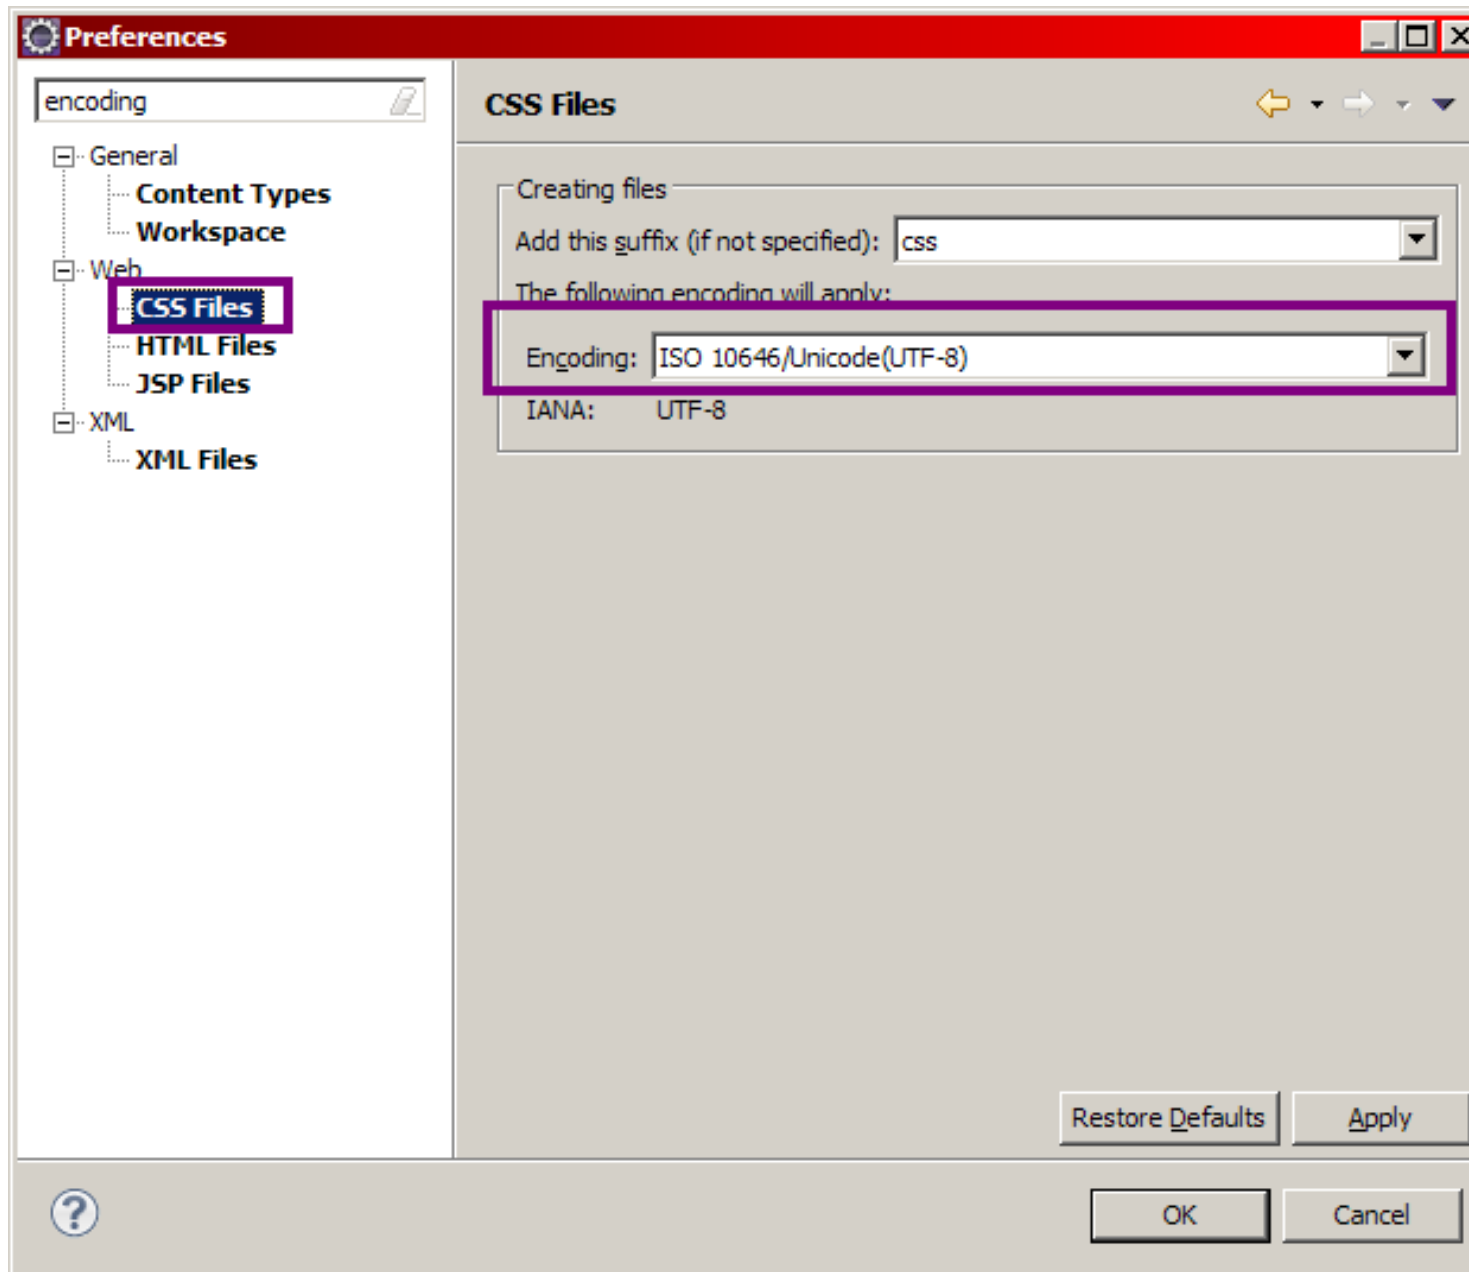 Preferences
encoding
General
Content Types
Workspace
Web
CSS Files
HTML Files
JSP Files
XML
XML Files
CSS Files
Creating files
Add this suffix (if not specified): css
The following encoding will apply:
Encoding: ISO 10646/Unicode(UTF-8)
IANA: UTF-8
Restore Defaults Apply
? OK Cancel